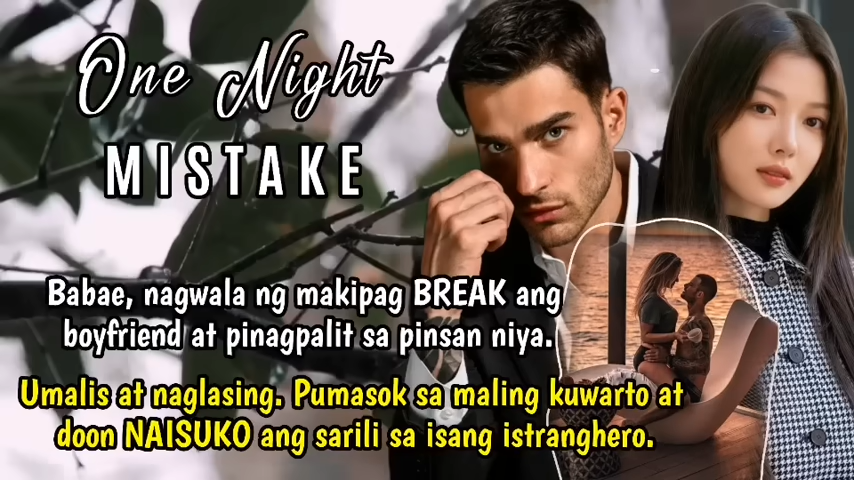 One Night
MISTAKE
Babae, nagwala ng makipag BREAK ang
boyfriend at pinagpalit sa pinsan niya.
Umalis at naglasing. Pumasok sa maling kuwarto at
doon NAISUKO ang sarili sa isang istranghero.